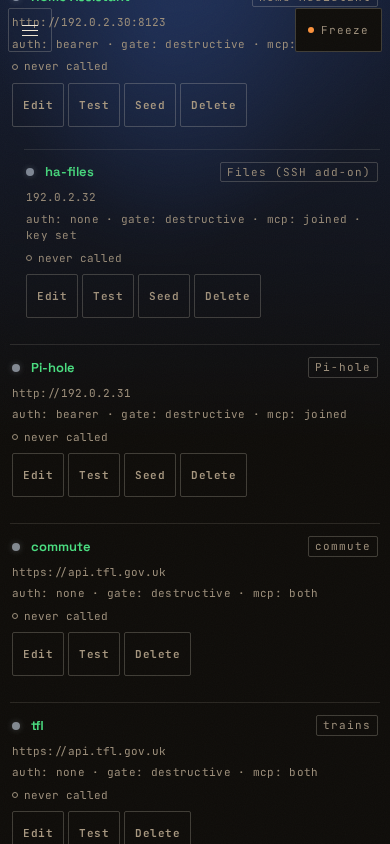 http://192.0.2.30:8123
Freeze
auth: bearer · gate: destructive · mcp:
never called
Edit Test Seed Delete
ha-files Files (SSH add-on)
192.0.2.32
auth: none · gate: destructive · mcp: joined ·
key set
never called
Edit Test Seed Delete
Pi-hole Pi-hole
http://192.0.2.31
auth: bearer · gate: destructive · mcp: joined
never called
Edit Test Seed Delete
commute commute
https://api.tfl.gov.uk
auth: none · gate: destructive · mcp: both
never called
Edit Test Delete
tfl trains
https://api.tfl.gov.uk
auth: none · gate: destructive · mcp: both
never called
Edit Test Delete